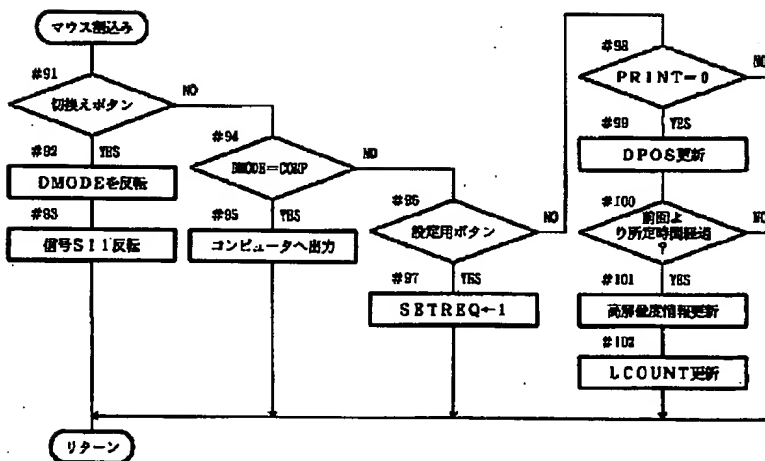 マウス割込み
#91
切換えボタン
NO
YES
#92
DMODEを反転
#93
信号S11反転
#94
DMODE=COMP
NO
YES
#95
コンピュータへ出力
#96
設定用ボタン
NO
YES
#97
SETREQ←1
#98
PRINT=0
NO
YES
#99
DPOS更新
#100
前回よ
り所定時間経過
?
NO
YES
#101
高解像度情報更新
#102
LCOUNT更新
リターン